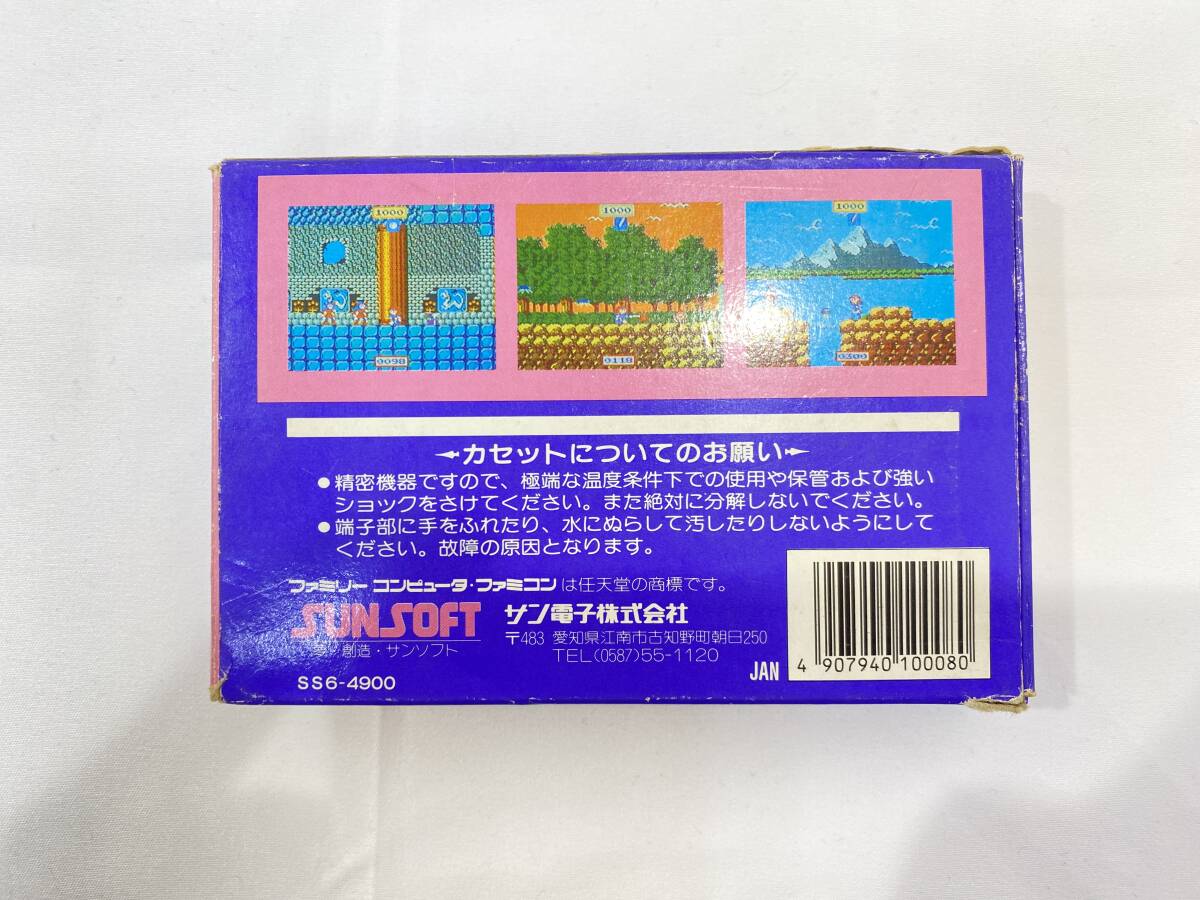 1000
1000
1000
0098
0118
0300
カセットについてのお願い
●精密機器ですので、極端な温度条件下での使用や保管および強い
ショックをさけてください。また絶対に分解しないでください。
●端子部に手をふれたり、水にぬらして汚したりしないようにして
ください。故障の原因となります。
ファミリーコンピュータ・ファミコンは任天堂の商標です。
SUNSOFT サン電子株式会社
夢・創造・サンソフト
〒483 愛知県江南市古知野町朝日250
TEL(0587)55-1120
SS6-4900
JAN 4 907940 100080